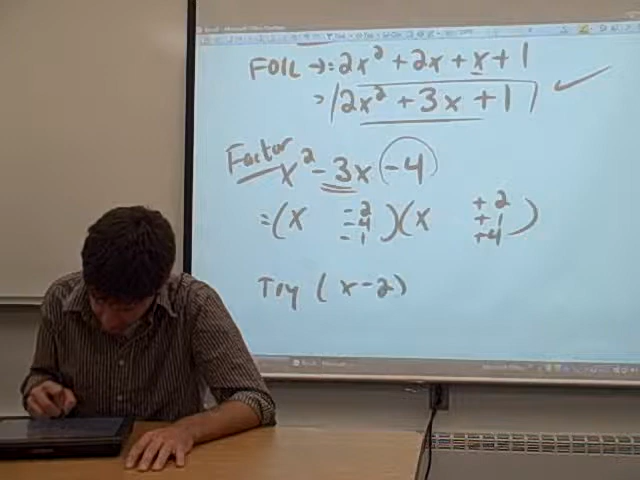 FOIL →: 2x² + 2x + x + 1
= 2x² + 3x + 1 ✓
Factor x² - 3x - 4
= (x -2 -4 -1)(x +2 +1 +4)
Try (x-2)